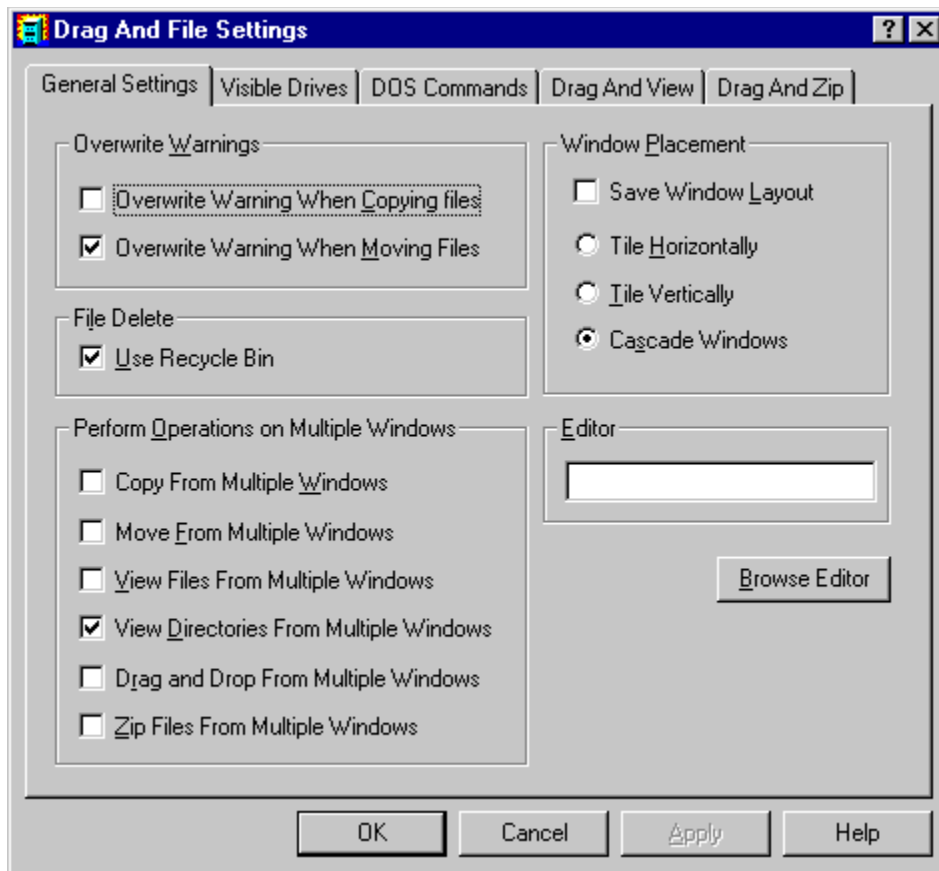 Drag And File Settings
General Settings Visible Drives DOS Commands Drag And View Drag And Zip
Overwrite Warnings
Overwrite Warning When Copying files
Overwrite Warning When Moving Files
File Delete
Use Recycle Bin
Perform Operations on Multiple Windows
Copy From Multiple Windows
Move From Multiple Windows
View Files From Multiple Windows
View Directories From Multiple Windows
Drag and Drop From Multiple Windows
Zip Files From Multiple Windows
Window Placement
Save Window Layout
Tile Horizontally
Tile Vertically
Cascade Windows
Editor
Browse Editor
OK Cancel Apply Help